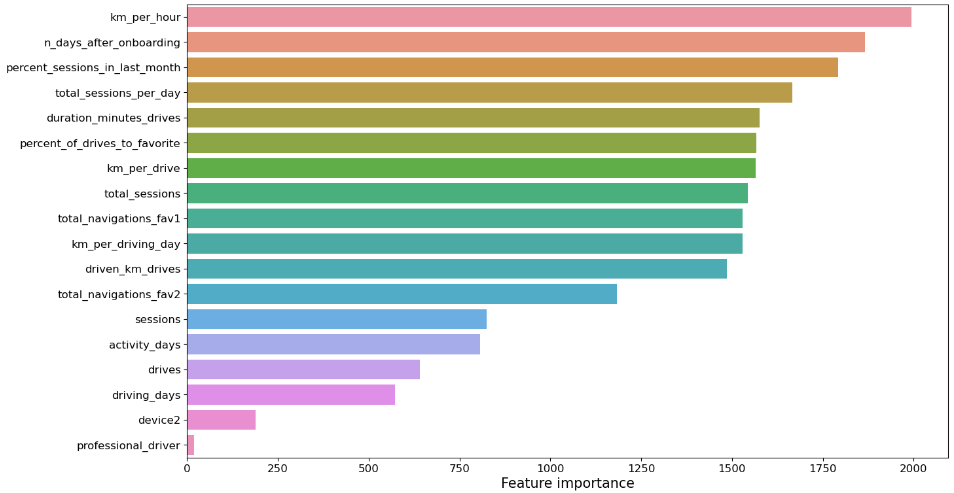 km_per_hour
n_days_after_onboarding
percent_sessions_in_last_month
total_sessions_per_day
duration_minutes_drives
percent_of_drives_to_favorite
km_per_drive
total_sessions
total_navigations_fav1
km_per_driving_day
driven_km_drives
total_navigations_fav2
sessions
activity_days
drives
driving_days
device2
professional_driver
0 250 500 750 1000 1250 1500 1750 2000
Feature importance